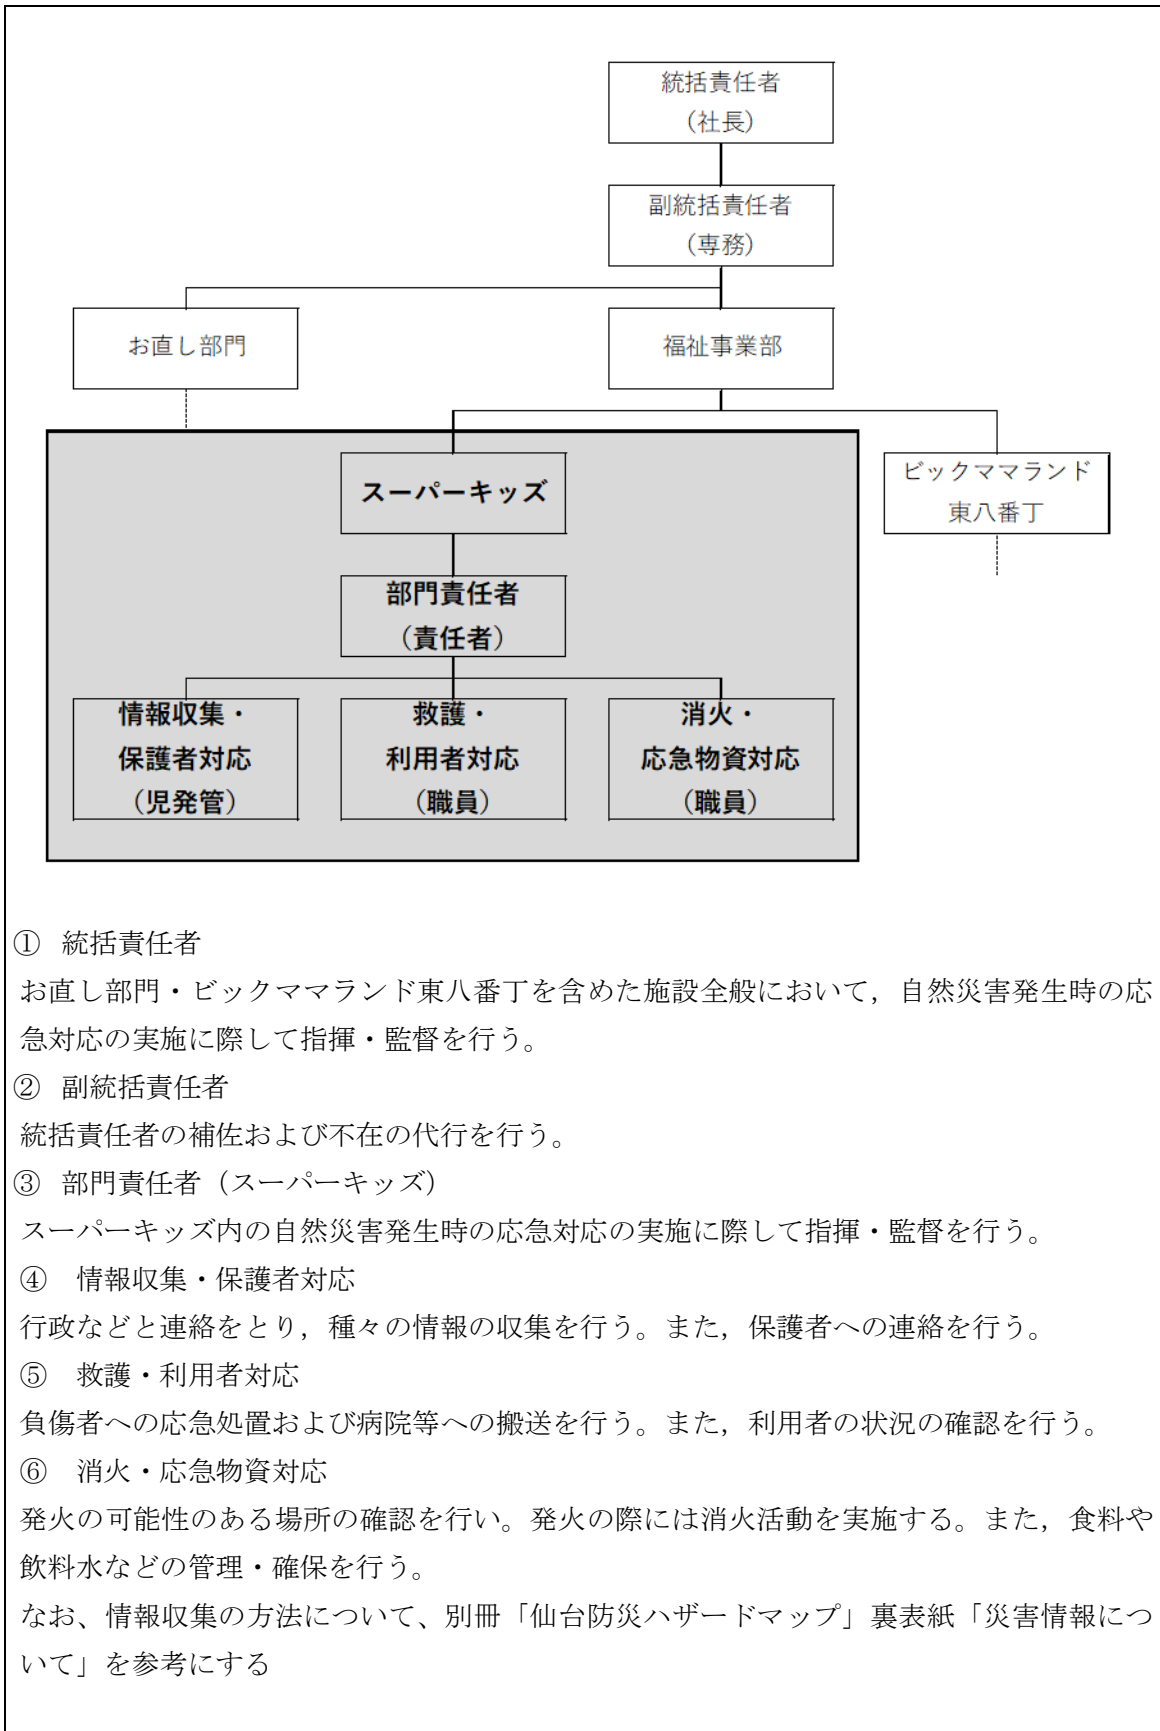 統括責任者
（社長）
副統括責任者
（専務）
お直し部門
福祉事業部
スーパーキッズ
ビックママランド
東八番丁
部門責任者
（責任者）
情報収集・
保護者対応
（児発管）
救護・
利用者対応
（職員）
消火・
応急物資対応
（職員）
① 統括責任者
お直し部門・ビックママランド東八番丁を含めた施設全般において，自然災害発生時の応
急対応の実施に際して指揮・監督を行う。
② 副統括責任者
統括責任者の補佐および不在の代行を行う。
③ 部門責任者（スーパーキッズ）
スーパーキッズ内の自然災害発生時の応急対応の実施に際して指揮・監督を行う。
④　情報収集・保護者対応
行政などと連絡をとり，種々の情報の収集を行う。また，保護者への連絡を行う。
⑤　救護・利用者対応
負傷者への応急処置および病院等への搬送を行う。また，利用者の状況の確認を行う。
⑥　消火・応急物資対応
発火の可能性のある場所の確認を行い。発火の際には消火活動を実施する。また，食料や
飲料水などの管理・確保を行う。
なお、情報収集の方法について、別冊「仙台防災ハザードマップ」裏表紙「災害情報につ
いて」を参考にする